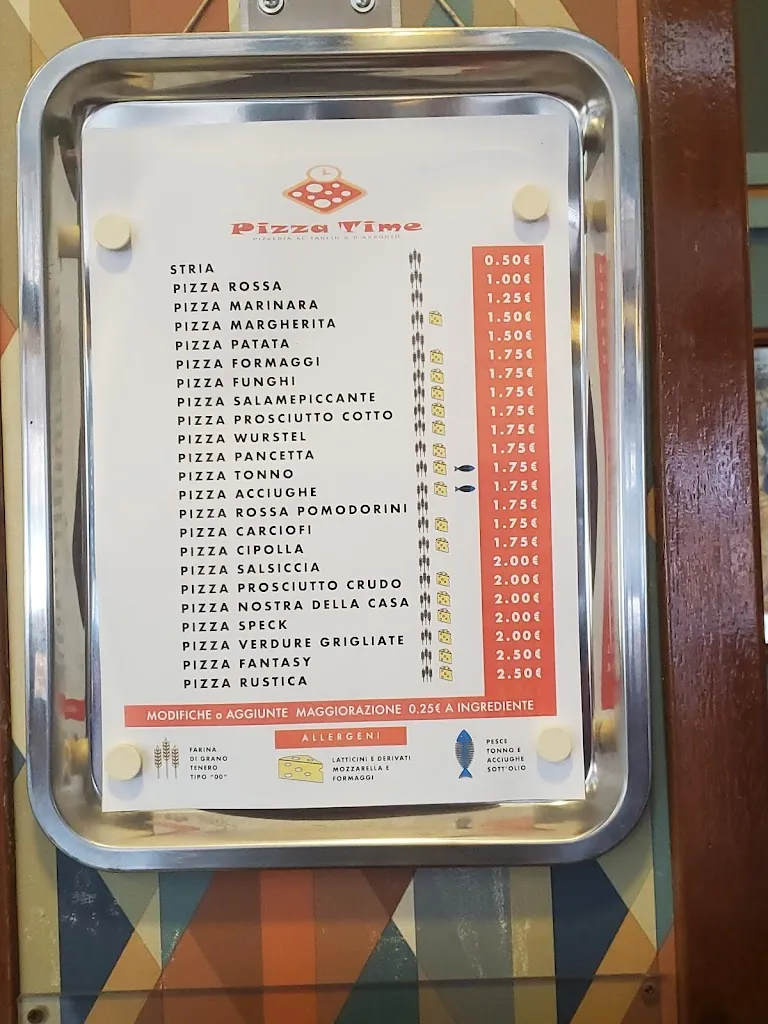 Pizza Time
PIZZERIA AL TAGLIO & D'ASPORTO
STRIA 0.50€
PIZZA ROSSA 1.00€
PIZZA MARINARA 1.25€
PIZZA MARGHERITA 1.50€
PIZZA PATATA 1.50€
PIZZA FORMAGGI 1.75€
PIZZA FUNGHI 1.75€
PIZZA SALAMEPICCANTE 1.75€
PIZZA PROSCIUTTO COTTO 1.75€
PIZZA WURSTEL 1.75€
PIZZA PANCETTA 1.75€
PIZZA TONNO 1.75€
PIZZA ACCIUGHE 1.75€
PIZZA ROSSA POMODORINI 1.75€
PIZZA CARCIOFI 1.75€
PIZZA CIPOLLA 1.75€
PIZZA SALSICCIA 2.00€
PIZZA PROSCIUTTO CRUDO 2.00€
PIZZA NOSTRA DELLA CASA 2.00€
PIZZA SPECK 2.00€
PIZZA VERDURE GRIGLIATE 2.00€
PIZZA FANTASY 2.50€
PIZZA RUSTICA 2.50€
MODIFICHE o AGGIUNTE MAGGIORAZIONE 0.25€ A INGREDIENTE
ALLERGENI
FARINA
DI GRANO
TENERO
TIPO "00"
LATTICINI E DERIVATI
MOZZARELLA E
FORMAGGI
PESCE
TONNO E
ACCIUGHE
SOTT'OLIO